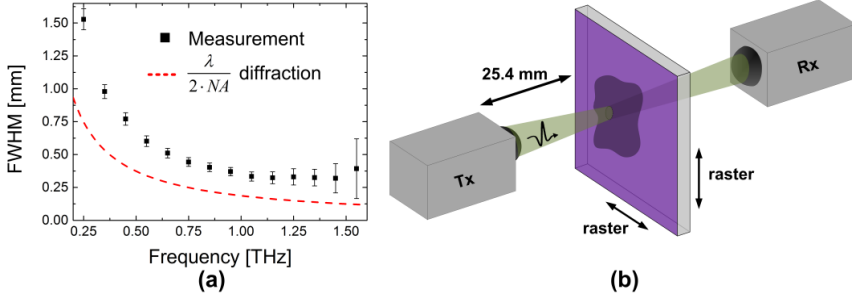 (a)
1.50
1.25
1.00
0.75
0.50
0.25
0.00
FWHM [mm]
Measurement
λ
2 · NA
diffraction
0.25 0.50 0.75 1.00 1.25 1.50
Frequency [THz]
(a)
25.4 mm
Rx
Tx
raster
raster
(b)